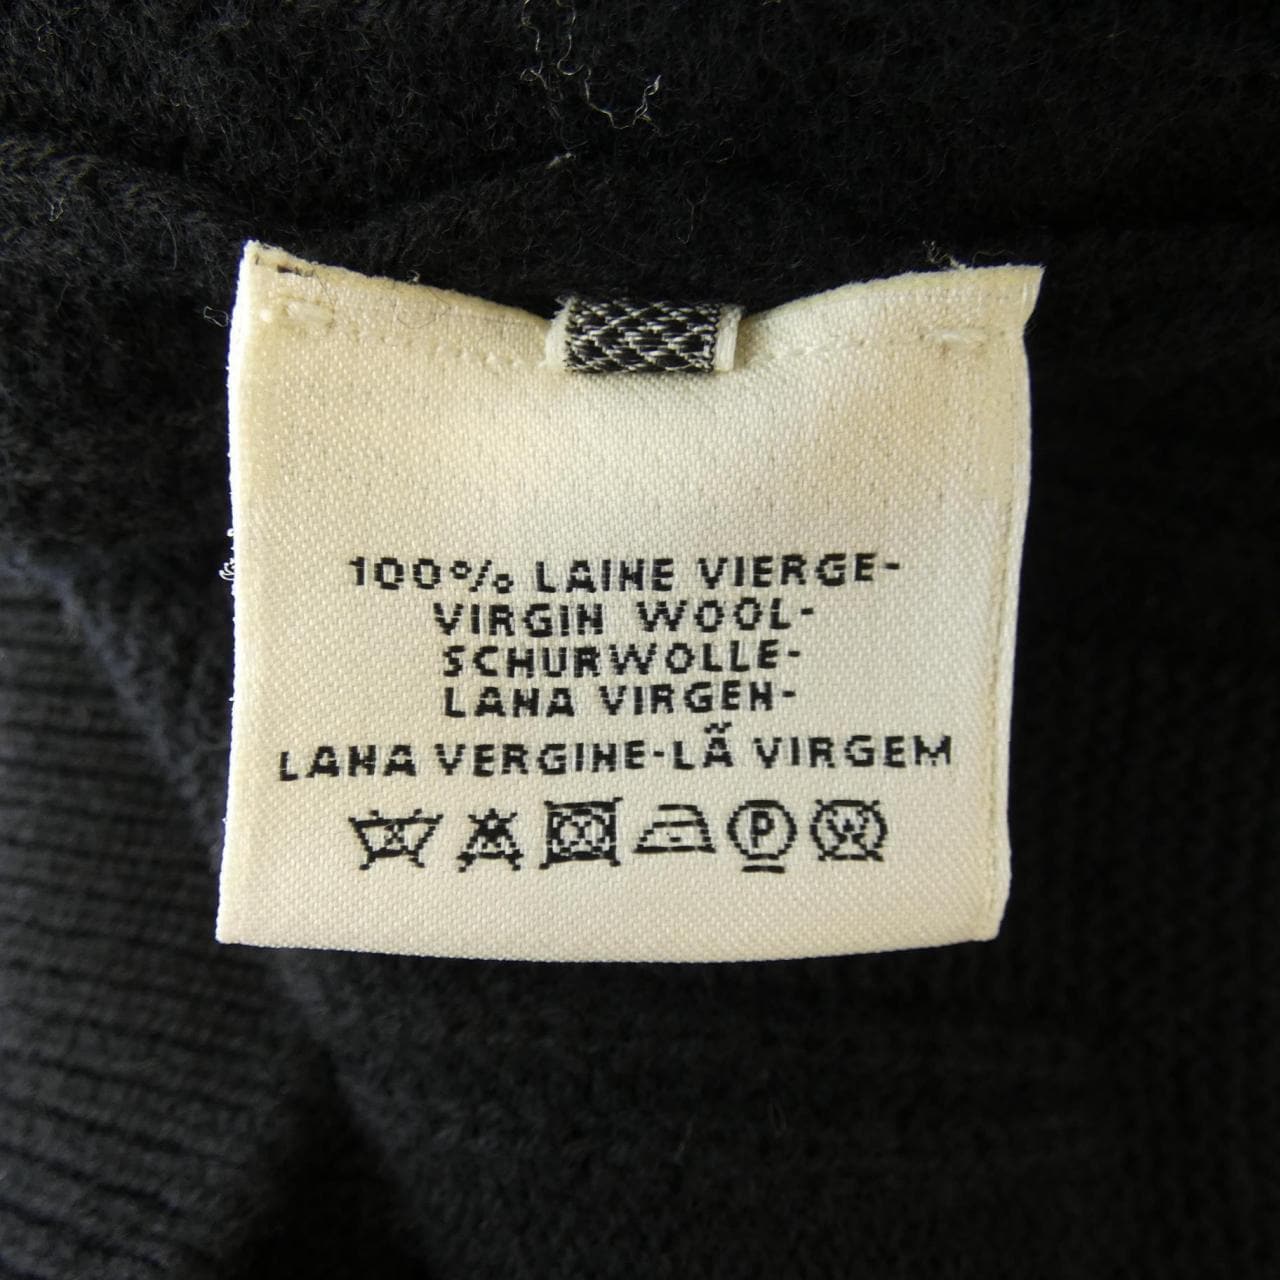 100% LAINE VIERGE-
VIRGIN WOOL-
SCHURWOLLE-
LANA VIRGEN-
LANA VERGINE-LÃ VIRGEM
P W